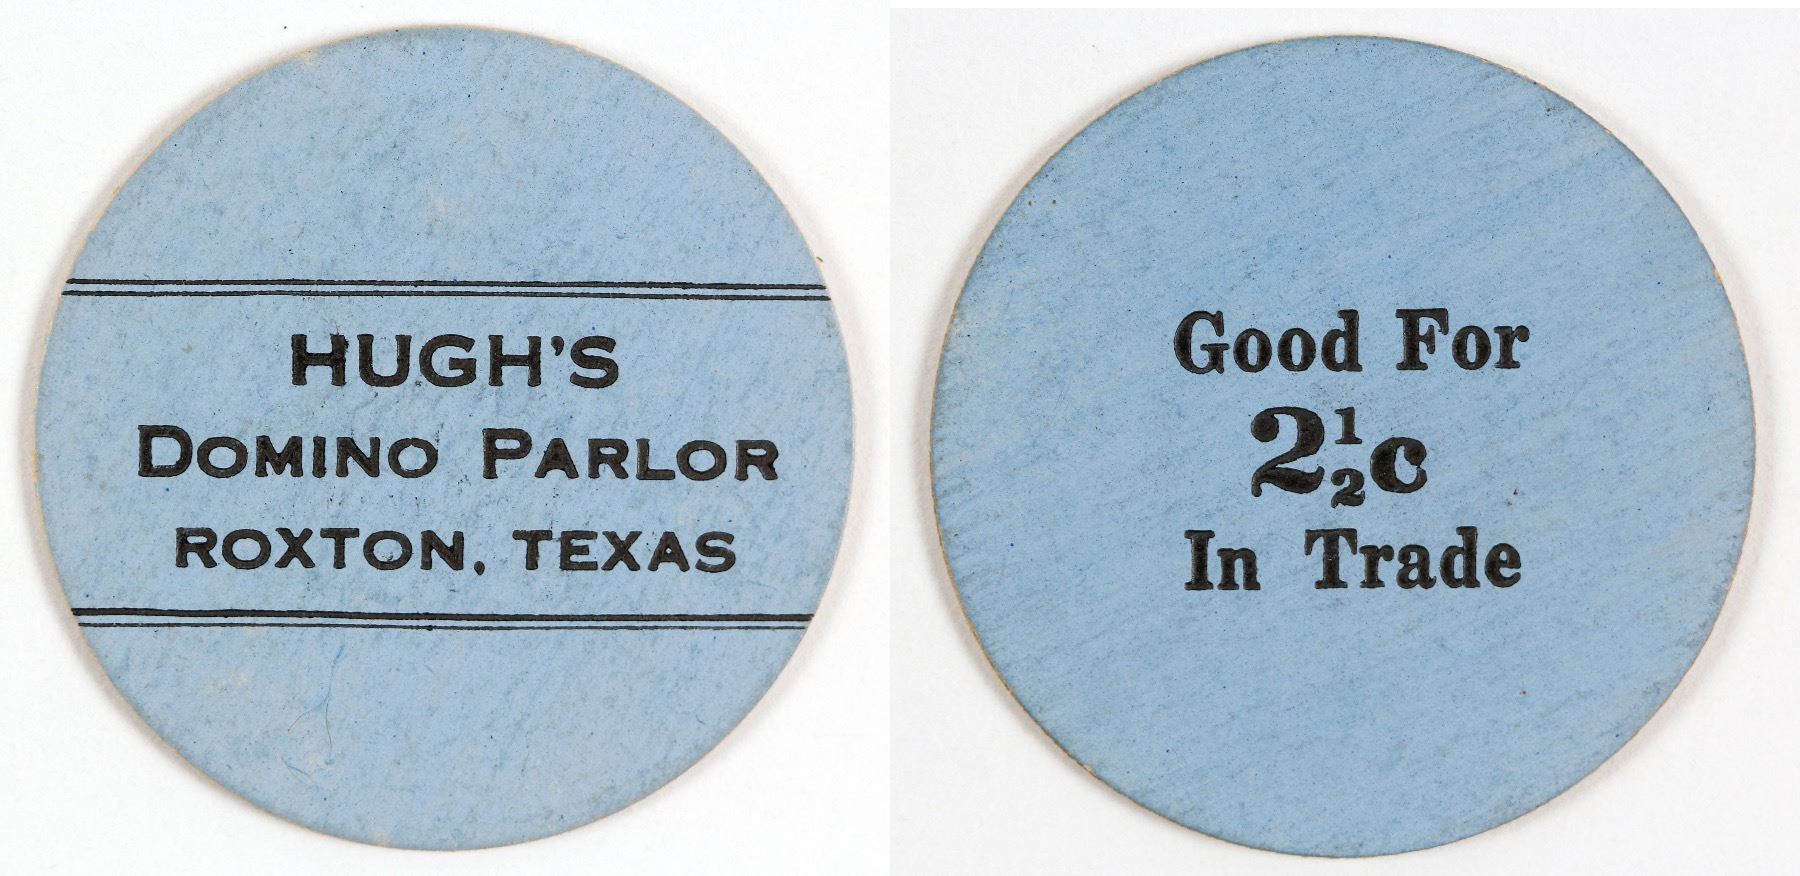 HUGH'S
DOMINO PARLOR
ROXTON, TEXAS
Good For
2½c
In Trade